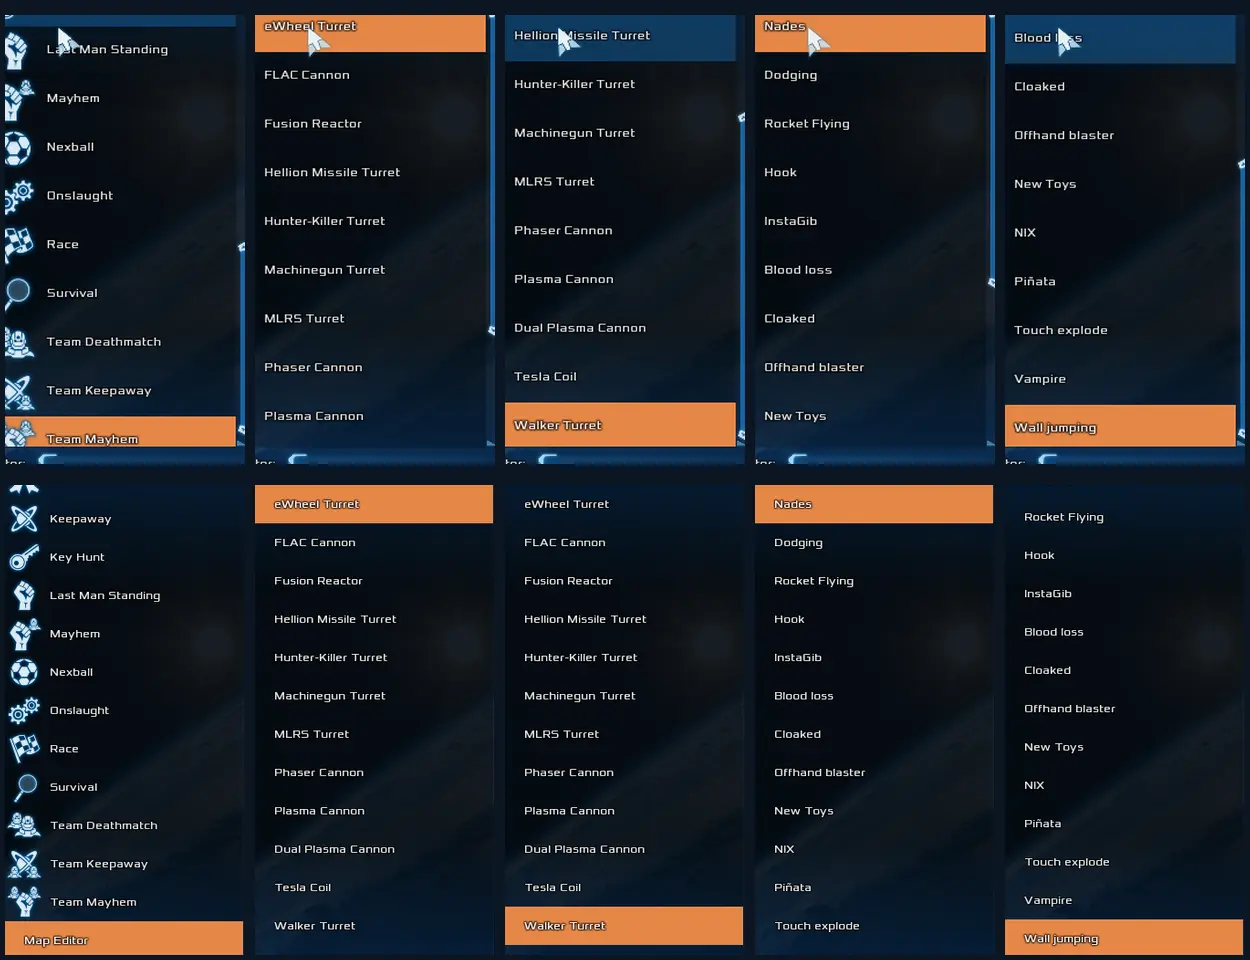 Last Man Standing
Mayhem
Nexball
Onslaught
Race
Survival
Team Deathmatch
Team Keepaway
Team Mayhem
eWheel Turret
FLAC Cannon
Fusion Reactor
Hellion Missile Turret
Hunter-Killer Turret
Machinegun Turret
MLRS Turret
Phaser Cannon
Plasma Cannon
Hellion Missile Turret
Hunter-Killer Turret
Machinegun Turret
MLRS Turret
Phaser Cannon
Plasma Cannon
Dual Plasma Cannon
Tesla Coil
Walker Turret
Nades
Dodging
Rocket Flying
Hook
InstaGib
Blood loss
Cloaked
Offhand blaster
New Toys
Blood loss
Cloaked
Offhand blaster
New Toys
NIX
Piñata
Touch explode
Vampire
Wall jumping
Keepaway
Key Hunt
Last Man Standing
Mayhem
Nexball
Onslaught
Race
Survival
Team Deathmatch
Team Keepaway
Team Mayhem
Map Editor
eWheel Turret
FLAC Cannon
Fusion Reactor
Hellion Missile Turret
Hunter-Killer Turret
Machinegun Turret
MLRS Turret
Phaser Cannon
Plasma Cannon
Dual Plasma Cannon
Tesla Coil
Walker Turret
eWheel Turret
FLAC Cannon
Fusion Reactor
Hellion Missile Turret
Hunter-Killer Turret
Machinegun Turret
MLRS Turret
Phaser Cannon
Plasma Cannon
Dual Plasma Cannon
Tesla Coil
Walker Turret
Nades
Dodging
Rocket Flying
Hook
InstaGib
Blood loss
Cloaked
Offhand blaster
New Toys
NIX
Piñata
Touch explode
Rocket Flying
Hook
InstaGib
Blood loss
Cloaked
Offhand blaster
New Toys
NIX
Piñata
Touch explode
Vampire
Wall jumping